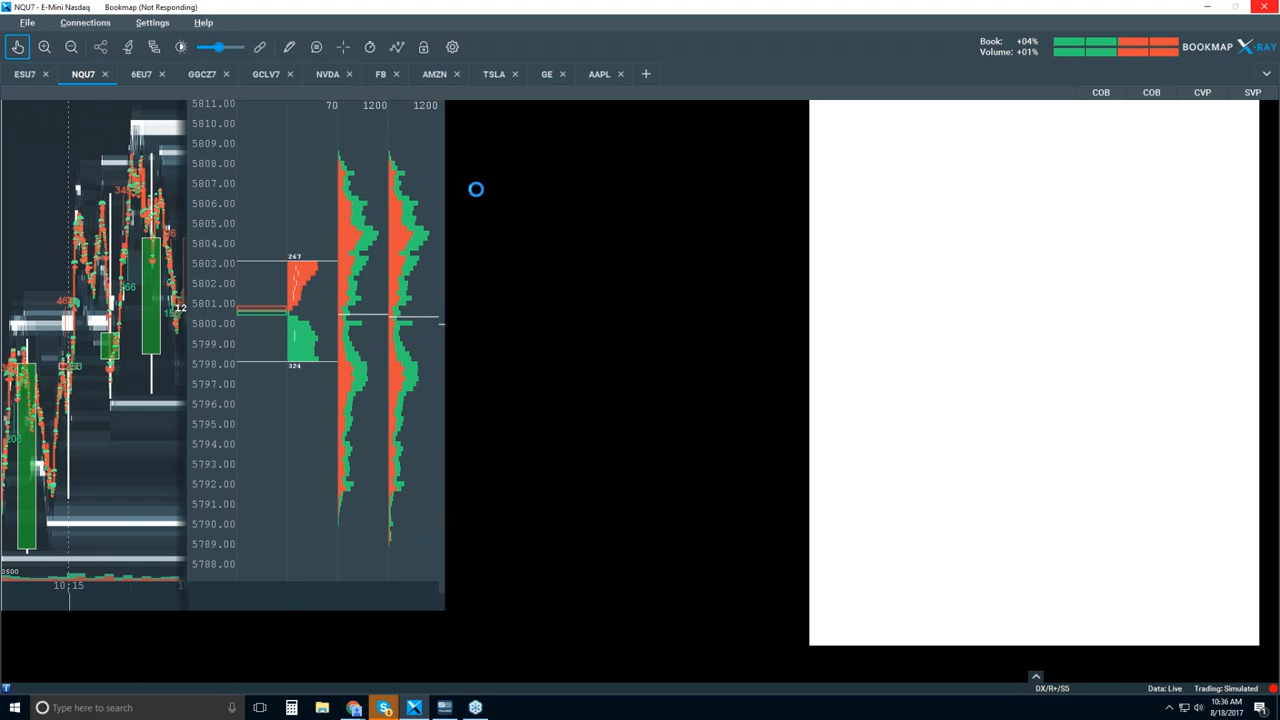 NQU7 - E-Mini Nasdaq Bookmap (Not Responding)
File Connections Settings Help
Book: +04%
Volume: +01%
BOOKMAP X-RAY
ESU7 NQU7 6EU7 GGCZ7 GCLV7 NVDA FB AMZN TSLA GE AAPL
COB COB CVP SVP
5811.00 70 1200 1200
5810.00
5809.00
5808.00
5807.00
5806.00
5805.00
5804.00
5803.00
267
5802.00
5801.00
5800.00
5799.00
5798.00
324
5797.00
5796.00
5795.00
5794.00
5793.00
5792.00
5791.00
5790.00
5789.00
5788.00
3500
10:15
DX/R+/S5 Data: Live Trading: Simulated
Type here to search
10:36 AM
8/18/2017